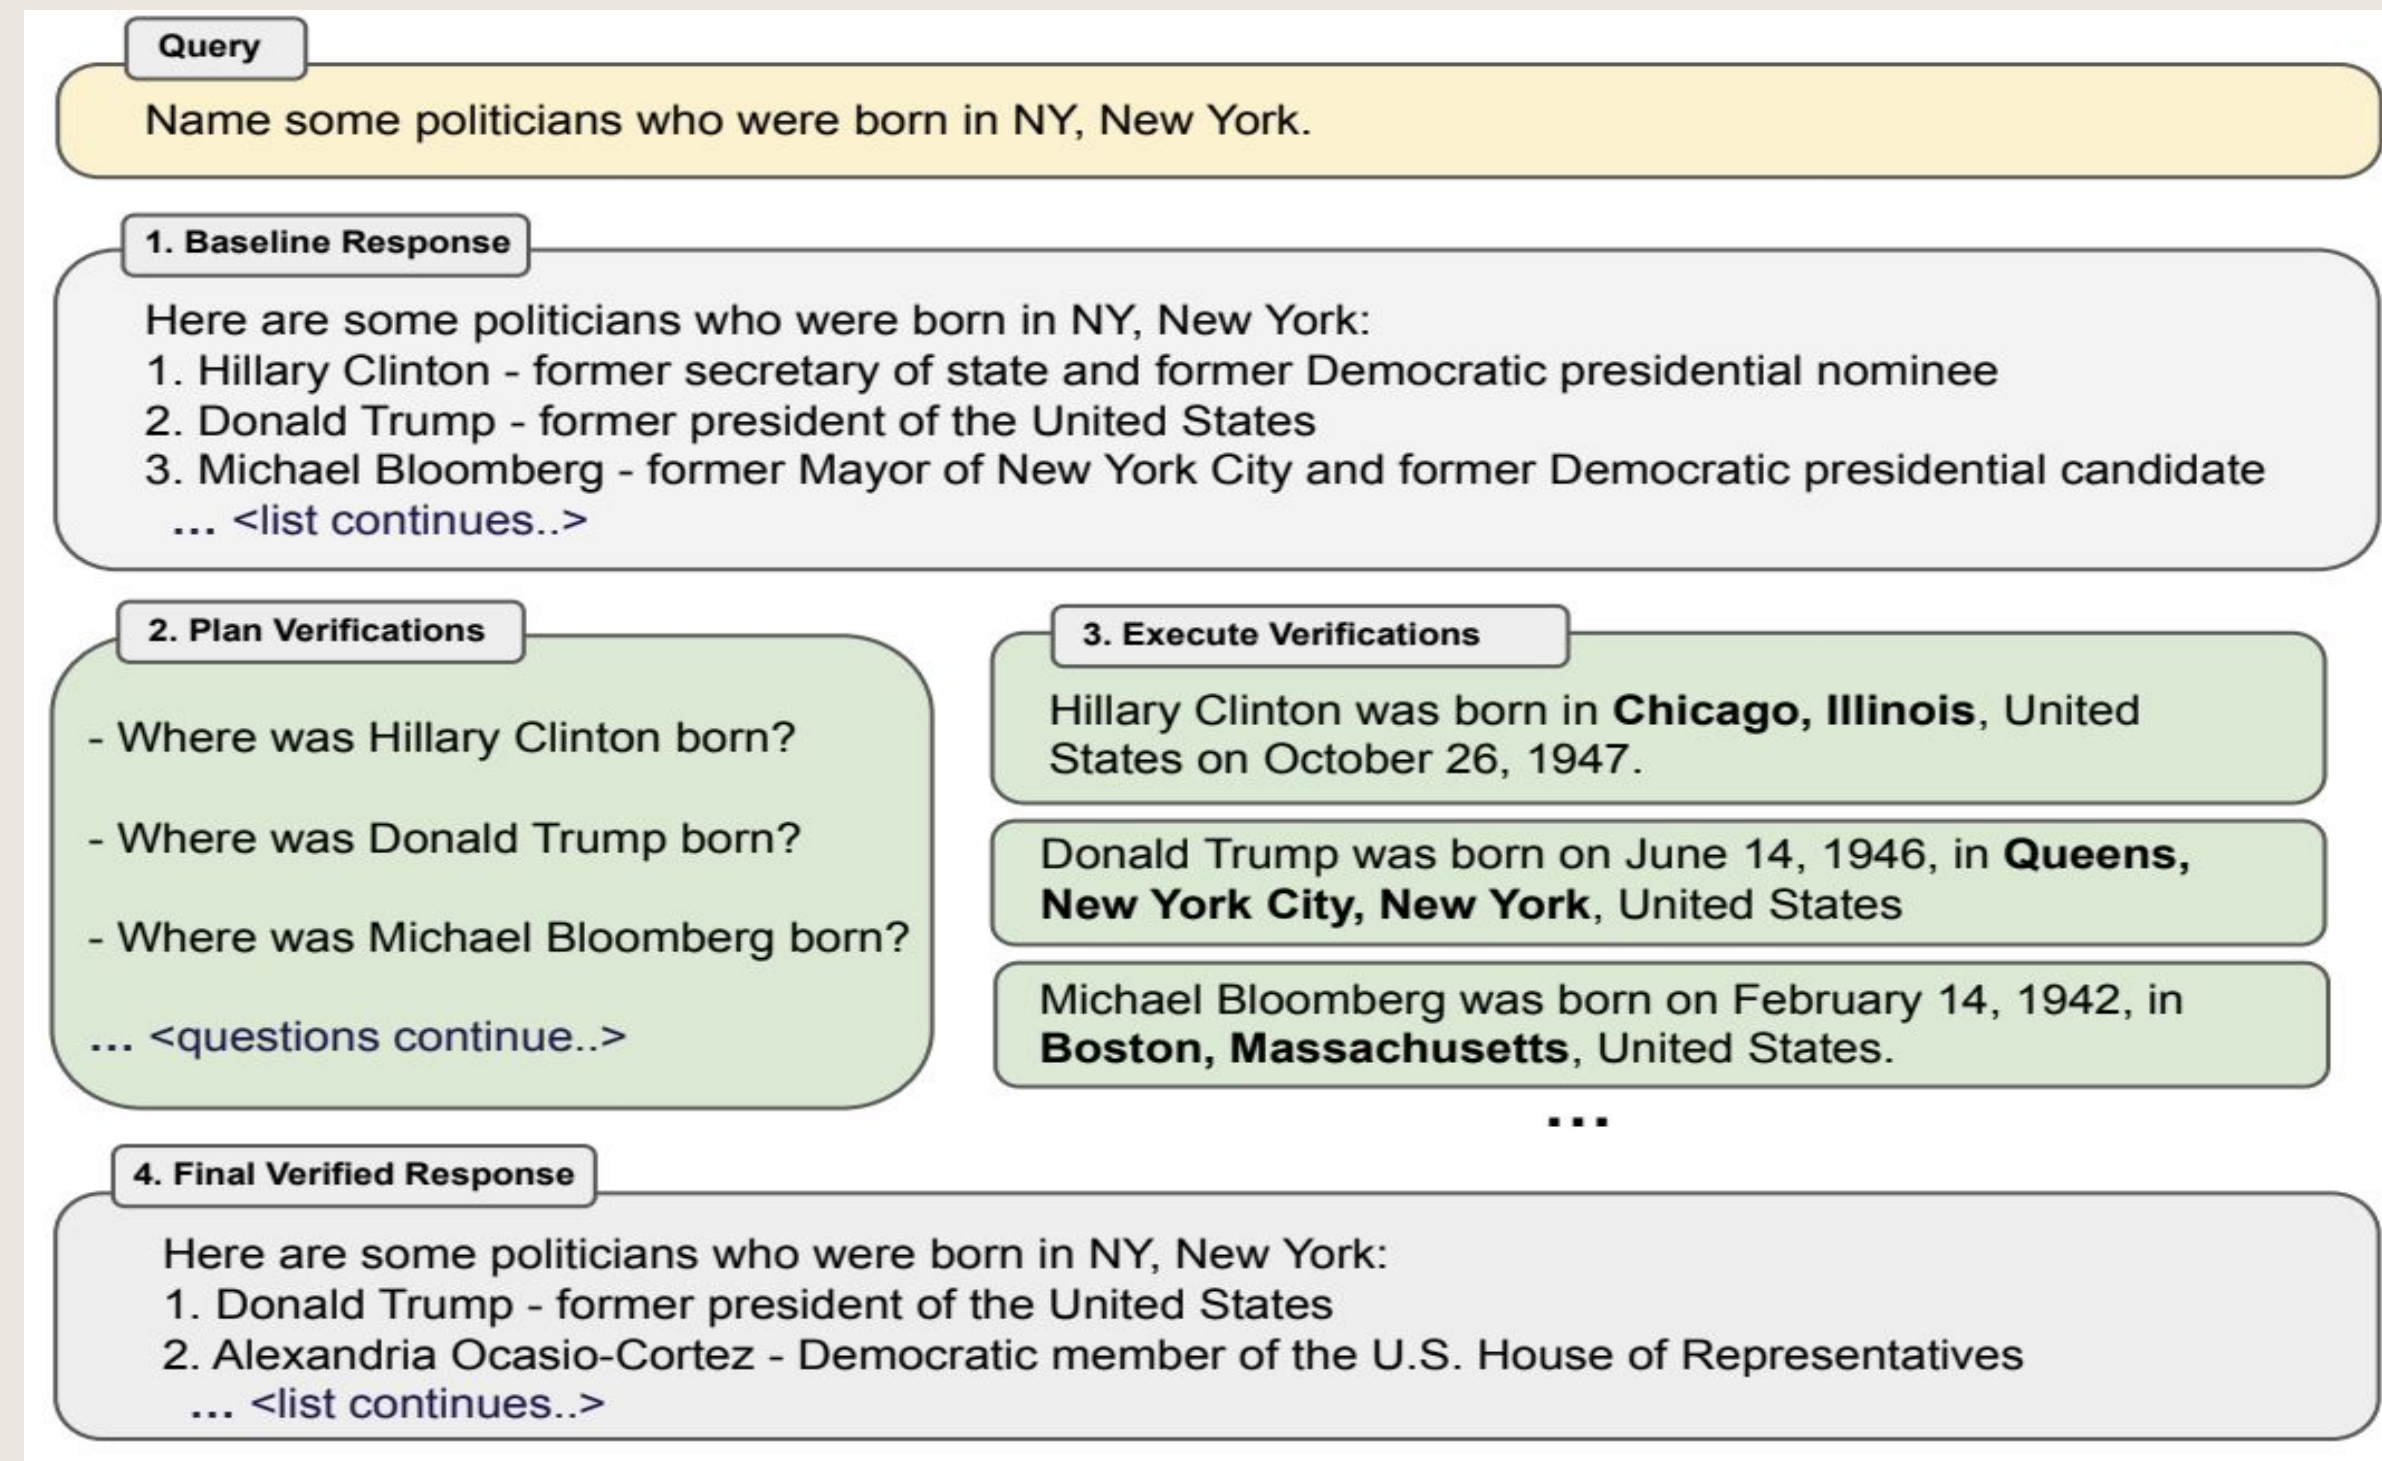 Query
Name some politicians who were born in NY, New York.
1. Baseline Response
Here are some politicians who were born in NY, New York:
1. Hillary Clinton - former secretary of state and former Democratic presidential nominee
2. Donald Trump - former president of the United States
3. Michael Bloomberg - former Mayor of New York City and former Democratic presidential candidate
... <list continues..>
2. Plan Verifications
- Where was Hillary Clinton born?
- Where was Donald Trump born?
- Where was Michael Bloomberg born?
... <questions continue..>
3. Execute Verifications
Hillary Clinton was born in Chicago, Illinois, United
States on October 26, 1947.
Donald Trump was born on June 14, 1946, in Queens,
New York City, New York, United States
Michael Bloomberg was born on February 14, 1942, in
Boston, Massachusetts, United States.
...
4. Final Verified Response
Here are some politicians who were born in NY, New York:
1. Donald Trump - former president of the United States
2. Alexandria Ocasio-Cortez - Democratic member of the U.S. House of Representatives
... <list continues..>